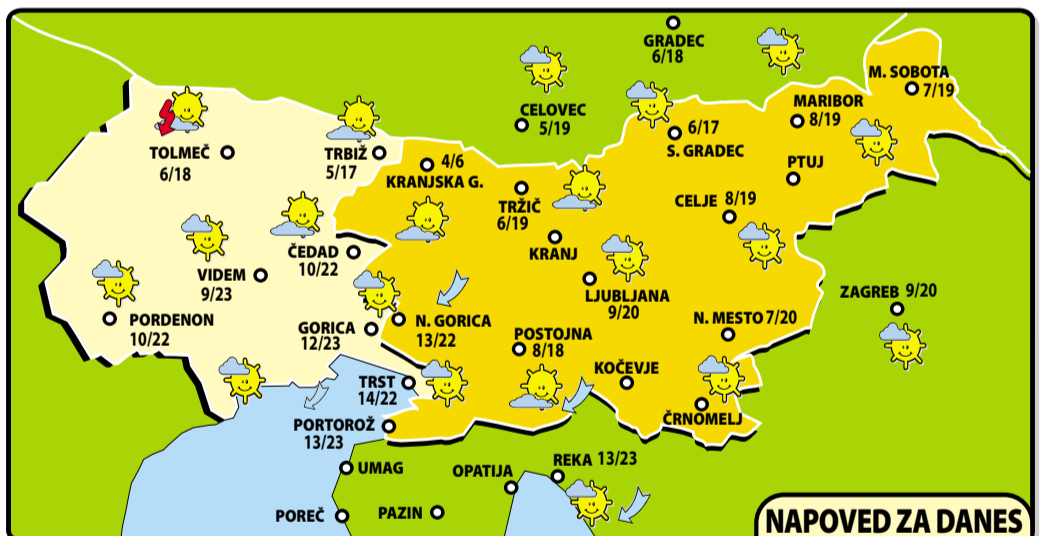 GRADEC
6/18
M. SOBOTA
7/19
CELOVEC
5/19
MARIBOR
8/19
6/17
S. GRADEC
TOLMEČ
6/18
TRBIŽ
5/17
4/6
KRANJSKA G.
PTUJ
TRŽIČ
6/19
CELJE 8/19
KRANJ
ČEDAD
10/22
VIDEM
9/23
LJUBLJANA
9/20
ZAGREB 9/20
PORDENON
10/22
GORICA
12/23
N. GORICA
13/22
N. MESTO 7/20
POSTOJNA
8/18
KOČEVJE
TRST
14/22
ČRNOMELJ
PORTOROŽ
13/23
UMAG
OPATIJA
REKA 13/23
POREČ
PAZIN
NAPOVED ZA DANES